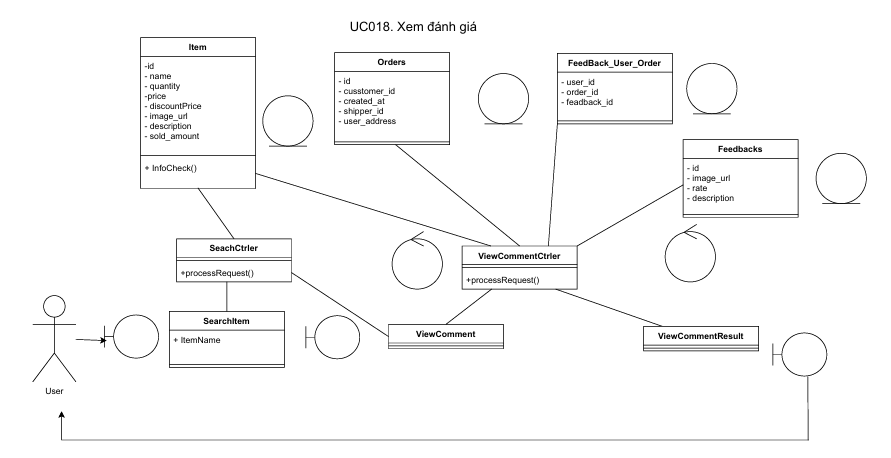 UC018. Xem đánh giá
Item
-id
- name
- quantity
-price
- discountPrice
- image_url
- description
- sold_amount
+ InfoCheck()
Orders
- id
- cusstomer_id
- created_at
- shipper_id
- user_address
FeedBack_User_Order
- user_id
- order_id
- feadback_id
Feedbacks
- id
- image_url
- rate
- description
SeachCtrler
+processRequest()
ViewCommentCtrler
+processRequest()
SearchItem
+ ItemName
ViewComment
ViewCommentResult
User